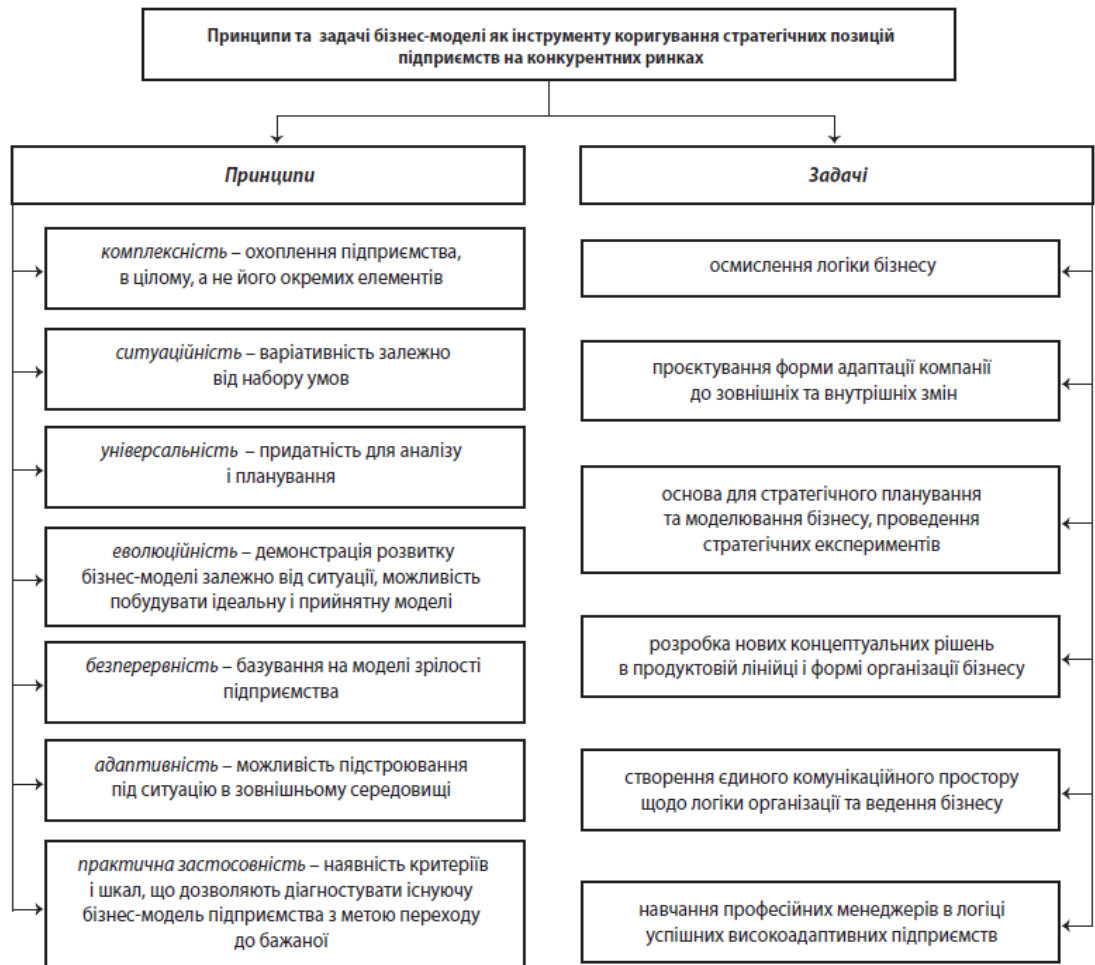 Принципи та задачі бізнес-моделі як інструменту коригування стратегічних позицій
підприємств на конкурентних ринках
Принципи
комплексність – охоплення підприємства,
в цілому, а не його окремих елементів
ситуаційність – варіативність залежно
від набору умов
універсальність – придатність для аналізу
і планування
еволюційність – демонстрація розвитку
бізнес-моделі залежно від ситуації, можливість
побудувати ідеальну і прийнятну моделі
безперервність – базування на моделі зрілості
підприємства
адаптивність – можливість підстроювання
під ситуацію в зовнішньому середовищі
практична застосовність – наявність критеріїв
і шкал, що дозволяють діагностувати існуючу
бізнес-модель підприємства з метою переходу
до бажаної
Задачі
осмислення логіки бізнесу
проєктування форми адаптації компанії
до зовнішніх та внутрішніх змін
основа для стратегічного планування
та моделювання бізнесу, проведення
стратегічних експериментів
розробка нових концептуальних рішень
в продуктовій лінійці і формі організації бізнесу
створення єдиного комунікаційного простору
щодо логіки організації та ведення бізнесу
навчання професійних менеджерів в логіці
успішних високоадаптивних підприємств